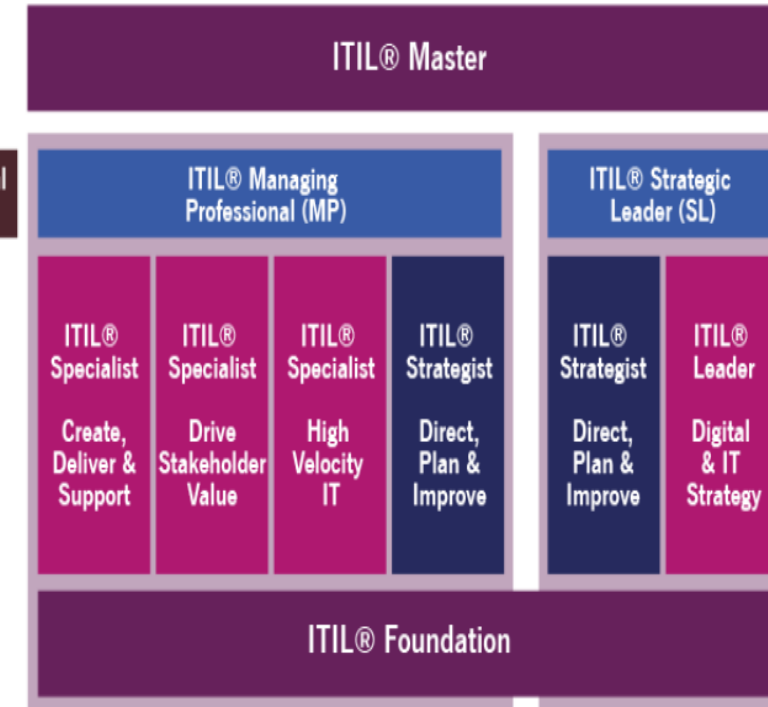 ITIL® Master
ITIL® Managing
Professional (MP)
ITIL® Strategic
Leader (SL)
ITIL®
Specialist
Create,
Deliver &
Support
ITIL®
Specialist
Drive
Stakeholder
Value
ITIL®
Specialist
High
Velocity
IT
ITIL®
Strategist
Direct,
Plan &
Improve
ITIL®
Strategist
Direct,
Plan &
Improve
ITIL®
Leader
Digital
& IT
Strategy
ITIL® Foundation